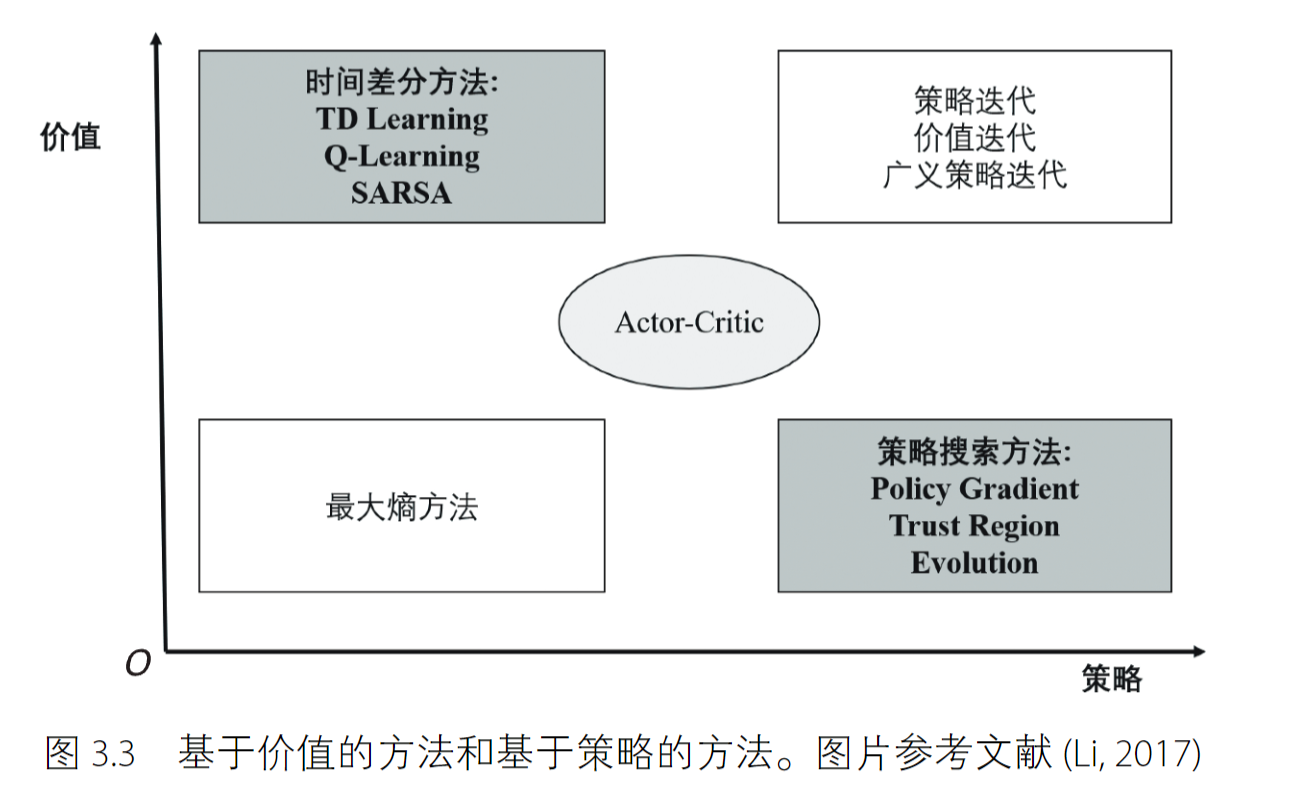 价值
时间差分方法:
TD Learning
Q-Learning
SARSA
策略迭代
价值迭代
广义策略迭代
Actor-Critic
最大熵方法
策略搜索方法:
Policy Gradient
Trust Region
Evolution
O
策略
图 3.3 基于价值的方法和基于策略的方法。图片参考文献 (Li, 2017)